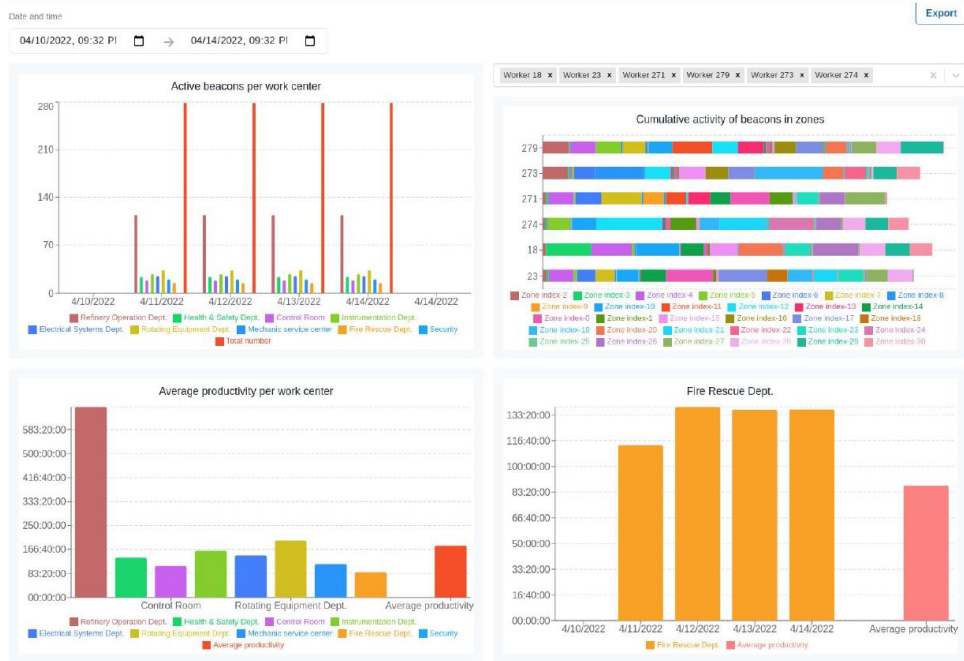 Date and time
Export
04/10/2022, 09:32 PI → 04/14/2022, 09:32 PI
Worker 18 x Worker 23 x Worker 271 x Worker 279 x Worker 273 x Worker 274 x
Active beacons per work center
280
210
140
70
0
4/10/2022 4/11/2022 4/12/2022 4/13/2022 4/14/2022 4/14/2022
Refinery Operation Dept. Health & Safety Dept. Control Room Instrumentation Dept.
Electrical Systems Dept. Rotating Equipment Dept. Mechanic service center Fire Rescue Dept. Security
Total number
Cumulative activity of beacons in zones
279
273
271
274
18
23
Zone index-2 Zone index-3 Zone index-4 Zone index-5 Zone index-6 Zone index-7 Zone index-8
Zone index-9 Zone index-10 Zone index-11 Zone index-12 Zone index-13 Zone index-14
Zone index-0 Zone index-1 Zone index-15 Zone index-16 Zone index-17 Zone index-18
Zone index-19 Zone index-20 Zone index-21 Zone index-22 Zone index-23 Zone index-24
Zone index-25 Zone index-26 Zone index-27 Zone index-28 Zone index-29 Zone index-30
Average productivity per work center
583:20:00
500:00:00
416:40:00
333:20:00
250:00:00
166:40:00
83:20:00
00:00:00
Control Room Rotating Equipment Dept. Average productivity
Refinery Operation Dept. Health & Safety Dept. Control Room Instrumentation Dept.
Electrical Systems Dept. Rotating Equipment Dept. Mechanic service center Fire Rescue Dept. Security
Average productivity
Fire Rescue Dept.
133:20:00
116:40:00
100:00:00
83:20:00
66:40:00
50:00:00
33:20:00
16:40:00
00:00:00
4/10/2022 4/11/2022 4/12/2022 4/13/2022 4/14/2022 Average productivity
Fire Rescue Dept. Average productivity